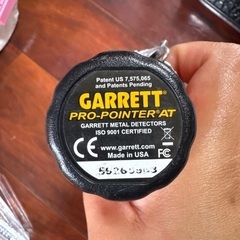 Patent US 7,575,065
and Patents Pending
GARRETT®
PRO-POINTER® AT
GARRETT METAL DETECTORS
ISO 9001 CERTIFIED
CE
www.garrett.com
Made in USA